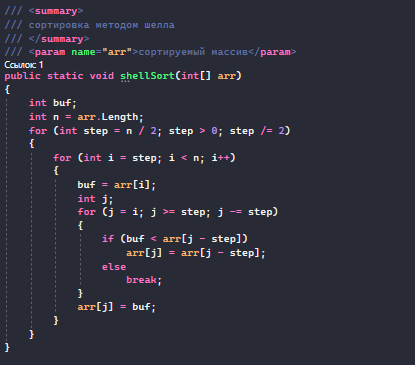 /// <summary>
/// сортировка методом шелла
/// </summary>
/// <param name="arr">сортируемый массив</param>
Ссылок: 1
public static void shellSort(int[] arr)
{
    int buf;
    int n = arr.Length;
    for (int step = n / 2; step > 0; step /= 2)
    {
        for (int i = step; i < n; i++)
        {
            buf = arr[i];
            int j;
            for (j = i; j >= step; j -= step)
            {
                if (buf < arr[j - step])
                    arr[j] = arr[j - step];
                else
                    break;
            }
            arr[j] = buf;
        }
    }
}